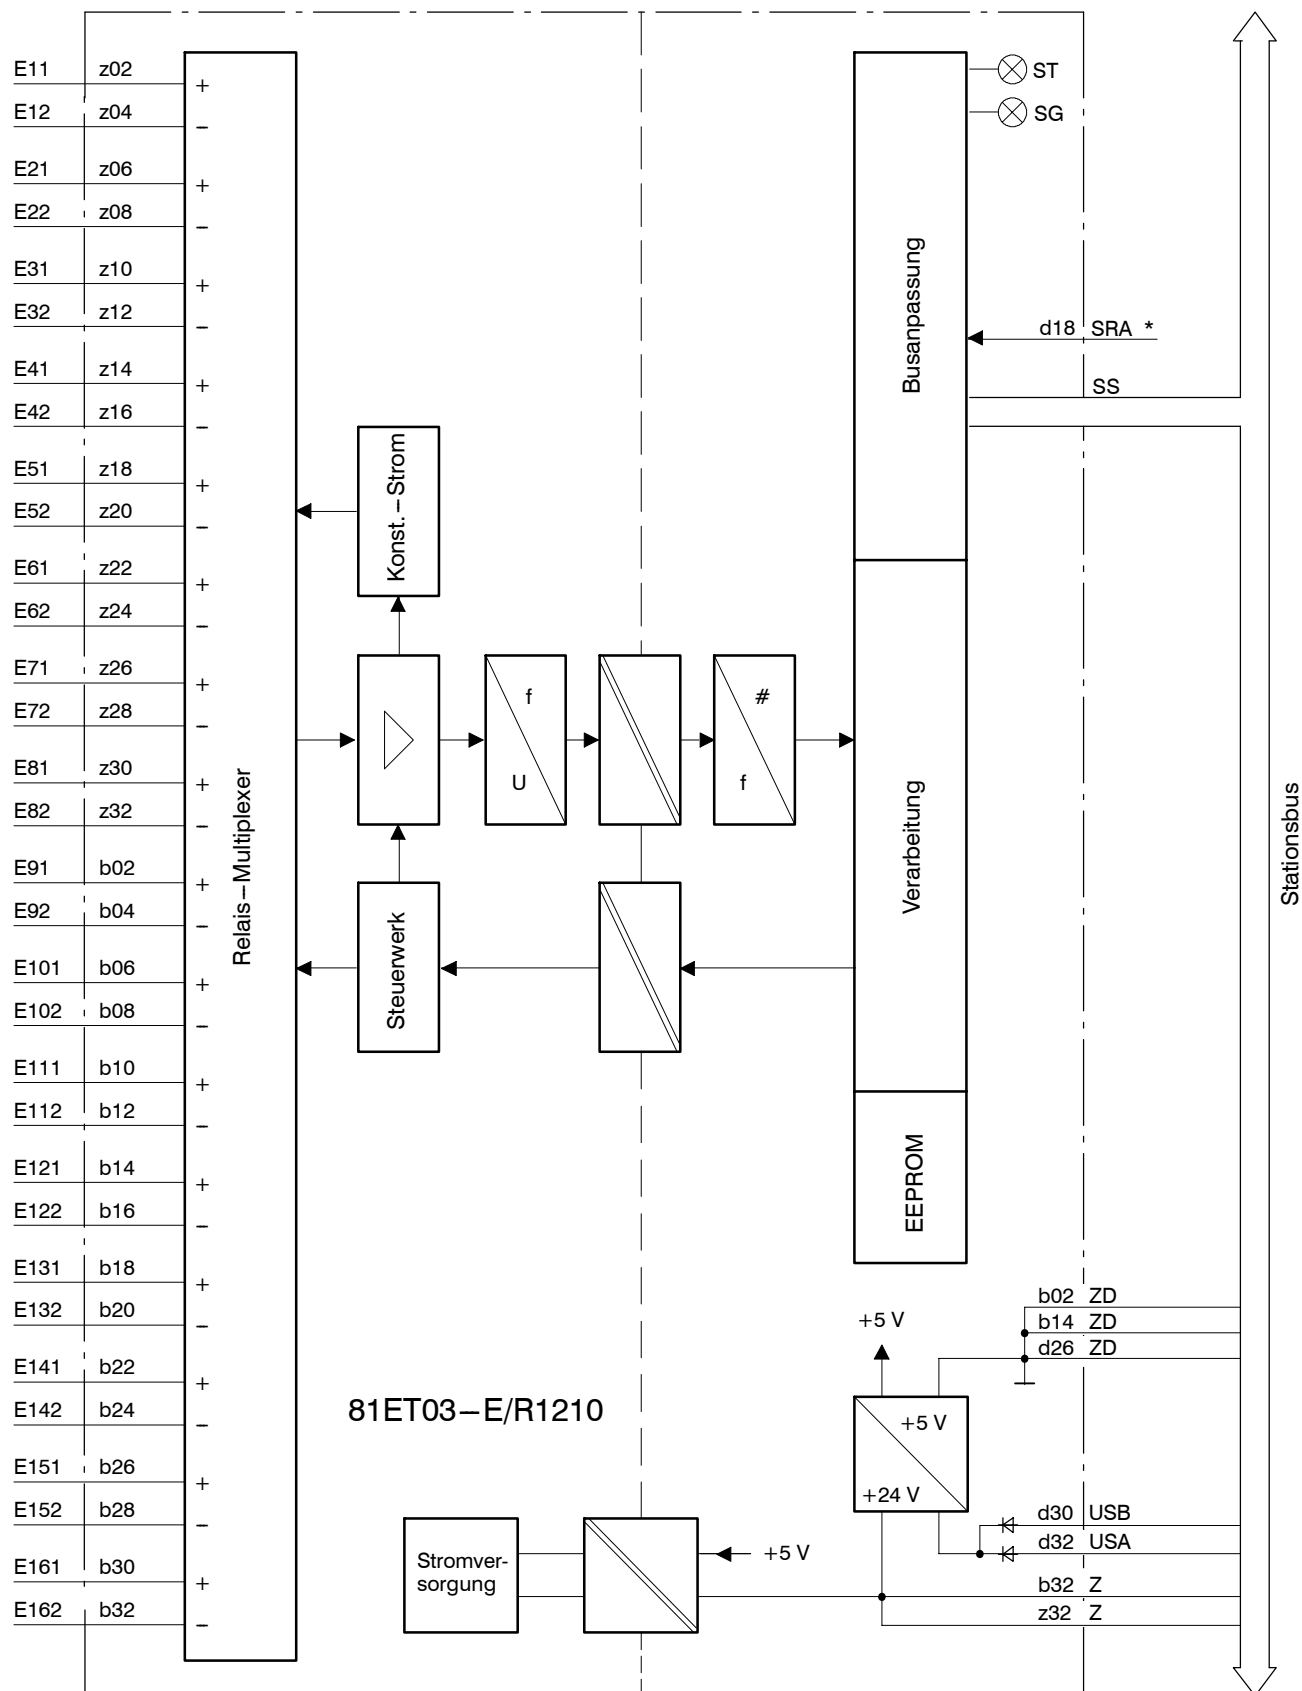 E11 z02 +
E12 z04 −
E21 z06 +
E22 z08 −
E31 z10 +
E32 z12 −
E41 z14 +
E42 z16 −
E51 z18 +
E52 z20 −
E61 z22 +
E62 z24 −
E71 z26 +
E72 z28 −
E81 z30 +
E82 z32 −
E91 b02 +
E92 b04 −
E101 b06 +
E102 b08 −
E111 b10 +
E112 b12 −
E121 b14 +
E122 b16 −
E131 b18 +
E132 b20 −
E141 b22 +
E142 b24 −
E151 b26 +
E152 b28 −
E161 b30 +
E162 b32 −
Relais−Multiplexer
Konst.−Strom
f
U
#
f
Steuerwerk
81ET03−E/R1210
Stromver-
sorgung
+5 V
Busanpassung
Verarbeitung
EEPROM
ST
SG
d18 SRA *
SS
b02 ZD
b14 ZD
d26 ZD
+5 V
+5 V
+24 V
d30 USB
d32 USA
b32 Z
z32 Z
Stationsbus